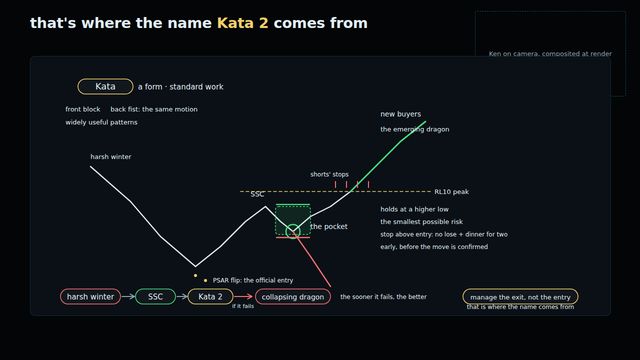 that's where the name Kata 2 comes from
Ken on camera, composited at render
Kata
a form · standard work
front block back fist: the same motion
widely useful patterns
new buyers
the emerging dragon
harsh winter
shorts' stops
SSC
RL10 peak
holds at a higher low
the smallest possible risk
the pocket
stop above entry: no lose + dinner for two
early, before the move is confirmed
PSAR flip: the official entry
harsh winter
SSC
Kata 2
collapsing dragon
the sooner it fails, the better
manage the exit, not the entry
if it fails
that is where the name comes from